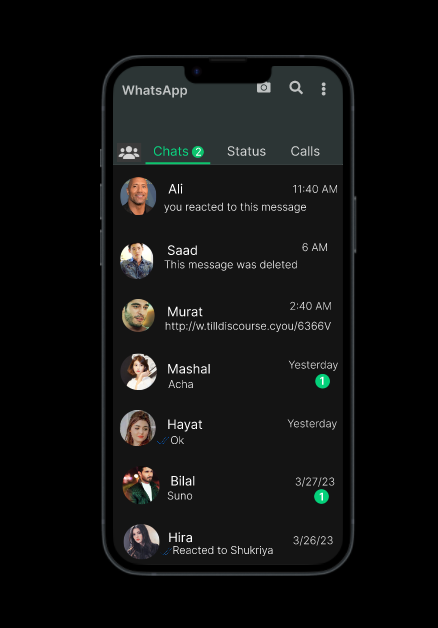 WhatsApp
Chats 2 Status Calls
Ali 11:40 AM
you reacted to this message
Saad 6 AM
This message was deleted
Murat 2:40 AM
http://w.tilldiscourse.cyou/6366V
Mashal Yesterday
Acha 1
Hayat Yesterday
Ok
Bilal 3/27/23
Suno 1
Hira 3/26/23
Reacted to Shukriya